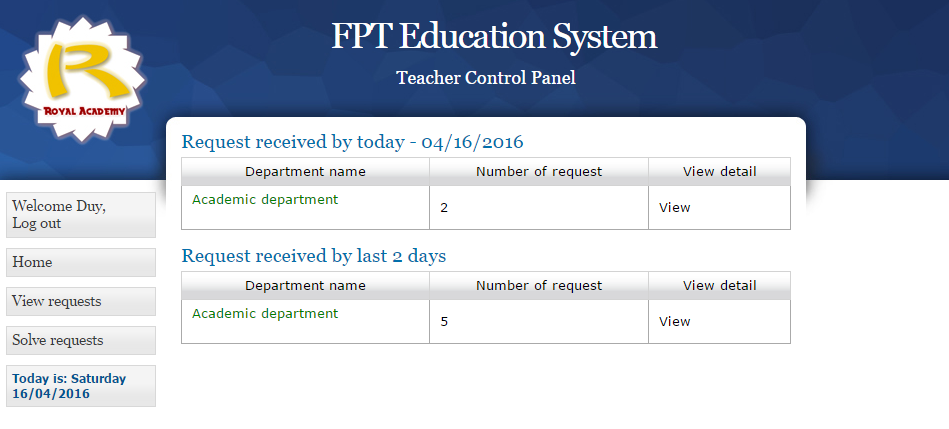 FPT Education System
Teacher Control Panel
R
ROYAL ACADEMY
Welcome Duy,
Log out
Home
View requests
Solve requests
Today is: Saturday
16/04/2016
Request received by today - 04/16/2016
Department name Number of request View detail
Academic department 2 View
Request received by last 2 days
Department name Number of request View detail
Academic department 5 View